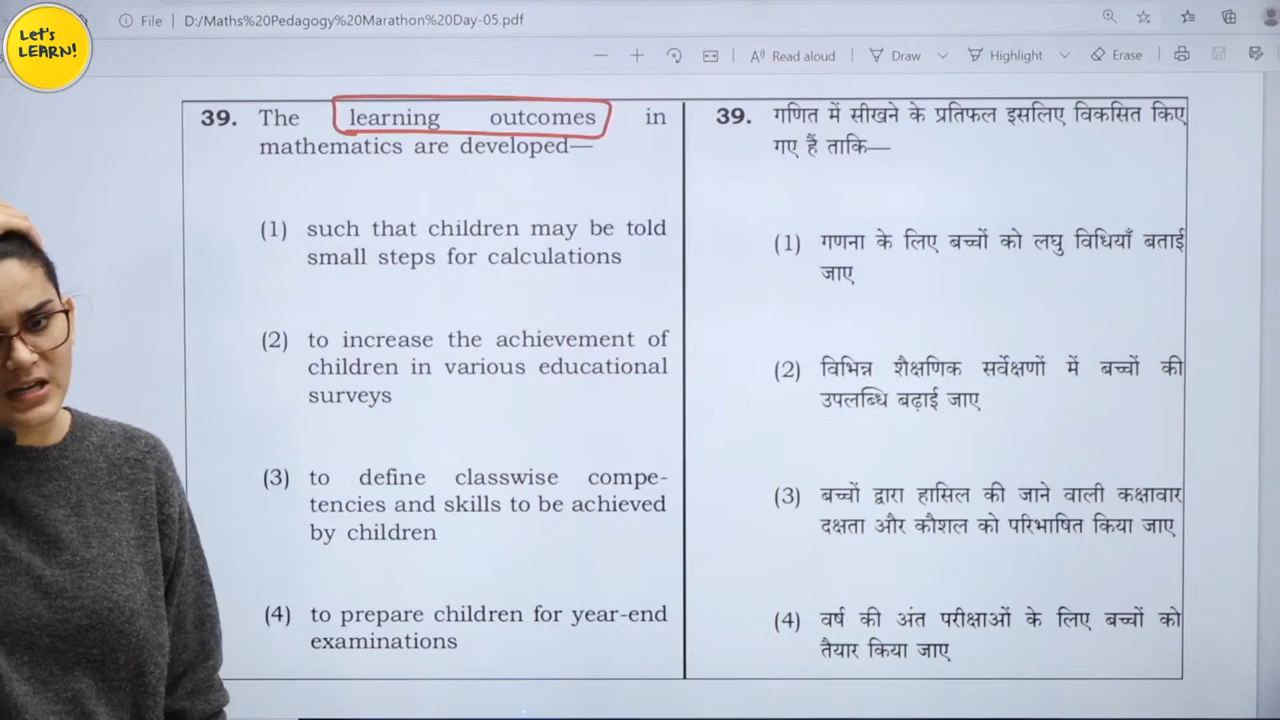 Let's
LEARN!
File | D:/Maths%20Pedagogy%20Marathon%20Day-05.pdf
Read aloud
Draw
Highlight
Erase
39. The learning outcomes in
mathematics are developed—
(1) such that children may be told
small steps for calculations
(2) to increase the achievement of
children in various educational
surveys
(3) to define classwise compe-
tencies and skills to be achieved
by children
(4) to prepare children for year-end
examinations
39. गणित में सीखने के प्रतिफल इसलिए विकसित किए
गए हैं ताकि—
(1) गणना के लिए बच्चों को लघु विधियाँ बताई
जाए
(2) विभिन्न शैक्षणिक सर्वेक्षणों में बच्चों की
उपलब्धि बढ़ाई जाए
(3) बच्चों द्वारा हासिल की जाने वाली कक्षावार
दक्षता और कौशल को परिभाषित किया जाए
(4) वर्ष की अंत परीक्षाओं के लिए बच्चों को
तैयार किया जाए